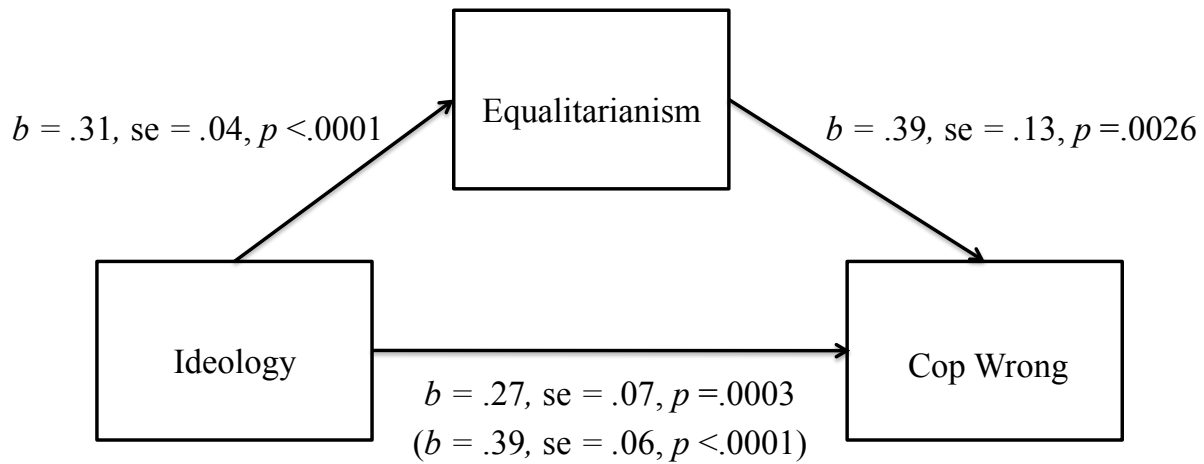 Equalitarianism
b = .31, se = .04, p <.0001
b = .39, se = .13, p =.0026
Ideology
Cop Wrong
b = .27, se = .07, p =.0003
(b = .39, se = .06, p <.0001)